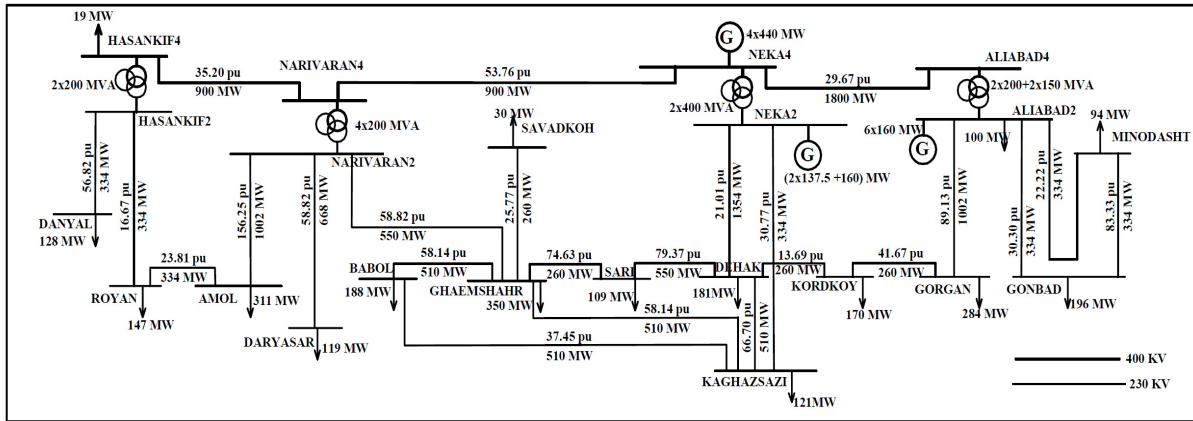 19 MW
HASANKIF4
2x200 MVA
HASANKIF2
35.20 pu
900 MW
NARIVARAN4
4x200 MVA
NARIVARAN2
53.76 pu
900 MW
G
4x440 MW
NEKA4
2x400 MVA
NEKA2
G
(2x137.5 +160) MW
29.67 pu
1800 MW
ALIABAD4
2x200+2x150 MVA
ALIABAD2
6x160 MW
G
100 MW
94 MW
MINODASHT
30 MW
SAVADKOH
56.82 pu
334 MW
16.67 pu
334 MW
156.25 pu
1002 MW
58.82 pu
668 MW
58.82 pu
550 MW
25.77 pu
260 MW
21.01 pu
1354 MW
30.77 pu
334 MW
89.13 pu
1002 MW
30.30 pu
334 MW
22.22 pu
334 MW
83.33 pu
334 MW
DANYAL
128 MW
23.81 pu
334 MW
ROYAN
147 MW
AMOL
311 MW
DARYASAR
119 MW
BABOL
188 MW
58.14 pu
510 MW
GHAEMSHAHR
350 MW
74.63 pu
260 MW
SARI
109 MW
79.37 pu
550 MW
DEHAK
181MW
13.69 pu
260 MW
KORDKOY
170 MW
41.67 pu
260 MW
GORGAN
284 MW
GONBAD
196 MW
58.14 pu
510 MW
37.45 pu
510 MW
66.70 pu
510 MW
KAGHAZSAZI
121MW
400 KV
230 KV